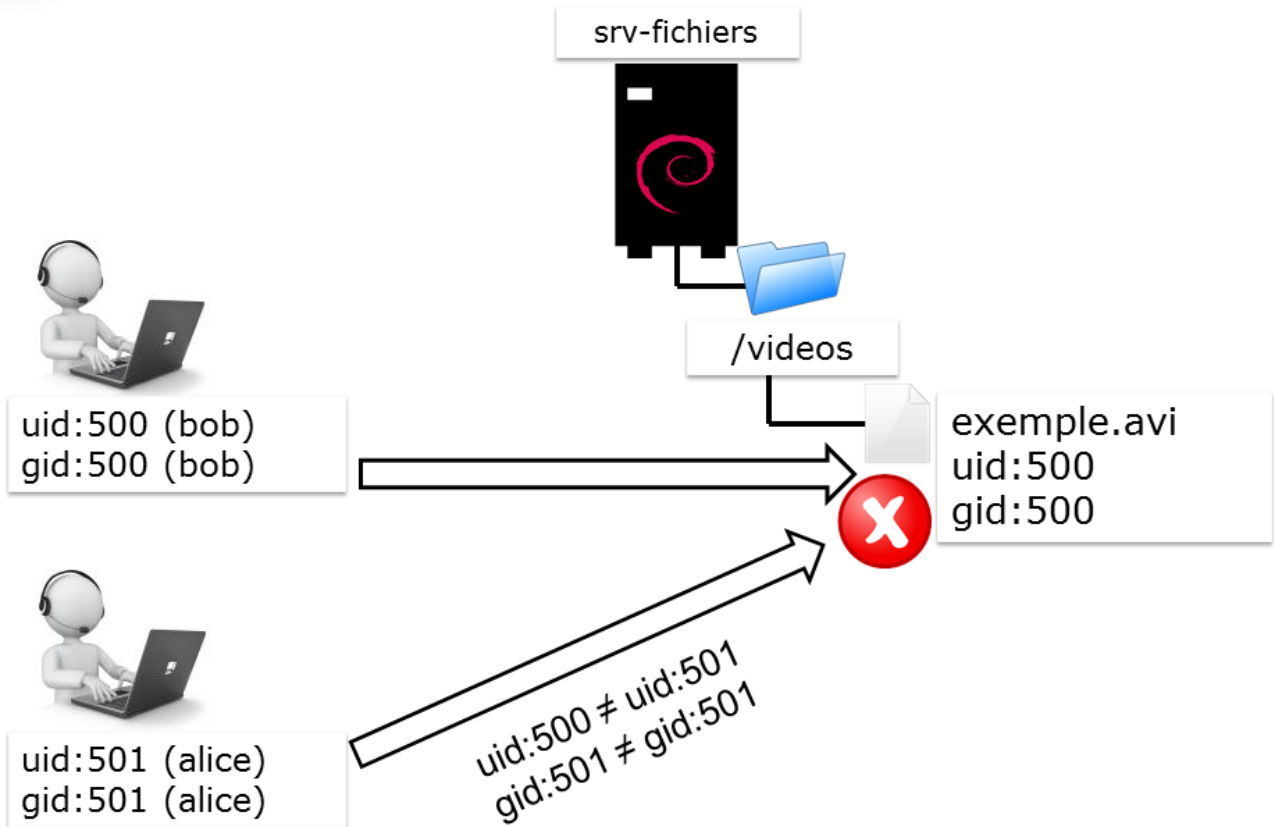 srv-fichiers
/videos
uid:500 (bob)
gid:500 (bob)
exemple.avi
uid:500
gid:500
uid:500 ≠ uid:501
gid:501 ≠ gid:501
uid:501 (alice)
gid:501 (alice)